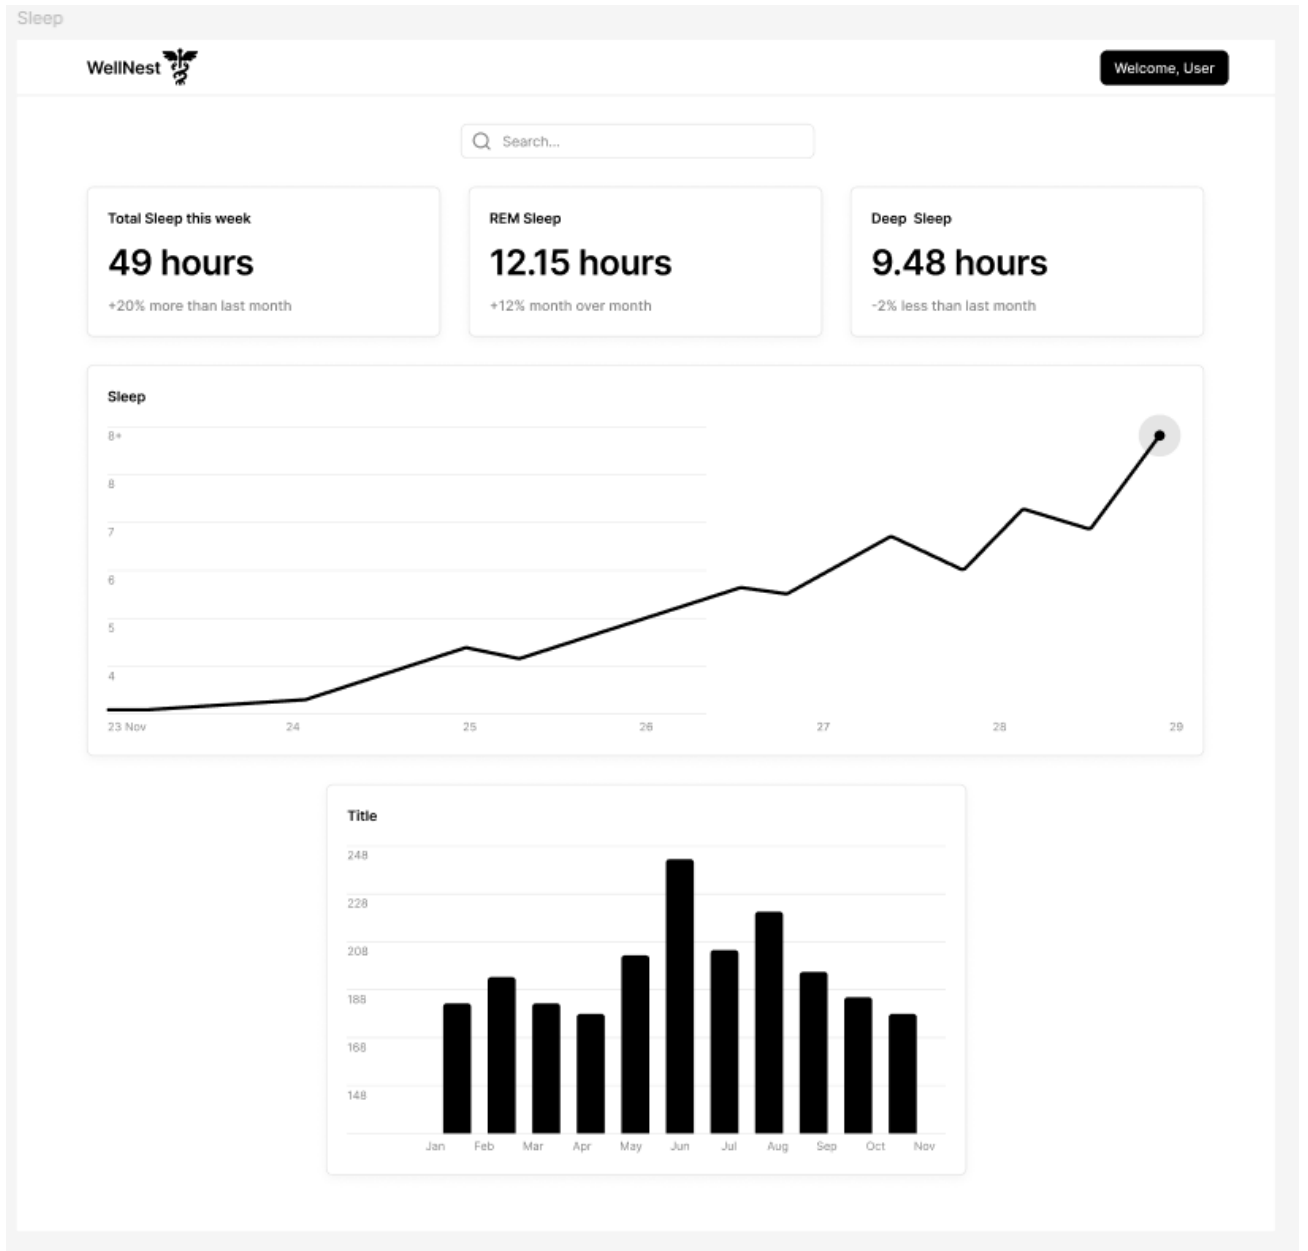 Sleep
WellNest
Welcome, User
Search...
Total Sleep this week
49 hours
+20% more than last month
REM Sleep
12.15 hours
+12% month over month
Deep  Sleep
9.48 hours
-2% less than last month
Sleep
8+
8
7
6
5
4
23 Nov 24 25 26 27 28 29
Title
248
228
208
188
168
148
Jan Feb Mar Apr May Jun Jul Aug Sep Oct Nov